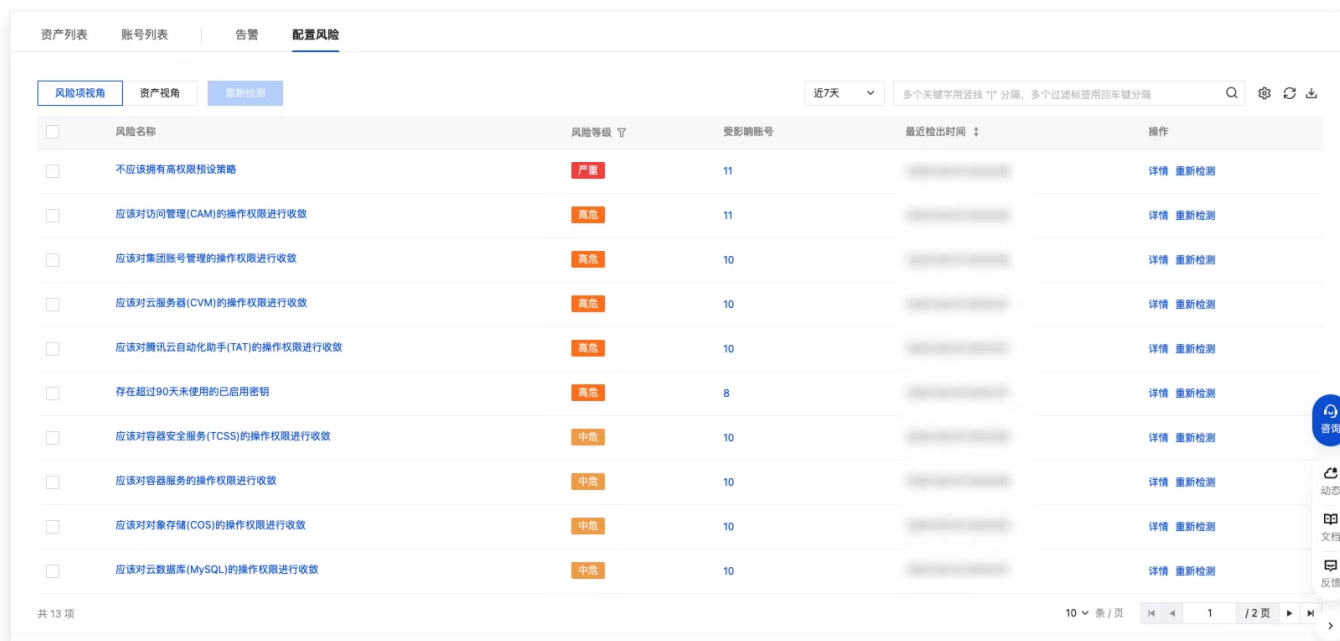 资产列表 账号列表 告警 配置风险
风险项视角 资产视角 重新检测 近7天 多个关键字用竖线 "|" 分隔，多个过滤标签用回车键分隔
风险名称 风险等级 受影响账号 最近检出时间 操作
不应该拥有高权限预设策略 严重 11 详情 重新检测
应该对访问管理(CAM)的操作权限进行收敛 高危 11 详情 重新检测
应该对集团账号管理的操作权限进行收敛 高危 10 详情 重新检测
应该对云服务器(CVM)的操作权限进行收敛 高危 10 详情 重新检测
应该对腾讯云自动化助手(TAT)的操作权限进行收敛 高危 10 详情 重新检测
存在超过90天未使用的已启用密钥 高危 8 详情 重新检测
应该对容器安全服务(TCSS)的操作权限进行收敛 中危 10 详情 重新检测
应该对容器服务的操作权限进行收敛 中危 10 详情 重新检测
应该对对象存储(COS)的操作权限进行收敛 中危 10 详情 重新检测
应该对云数据库(MySQL)的操作权限进行收敛 中危 10 详情 重新检测
共 13 项 10 条 / 页 1 / 2 页
咨询
动态
文档
反馈